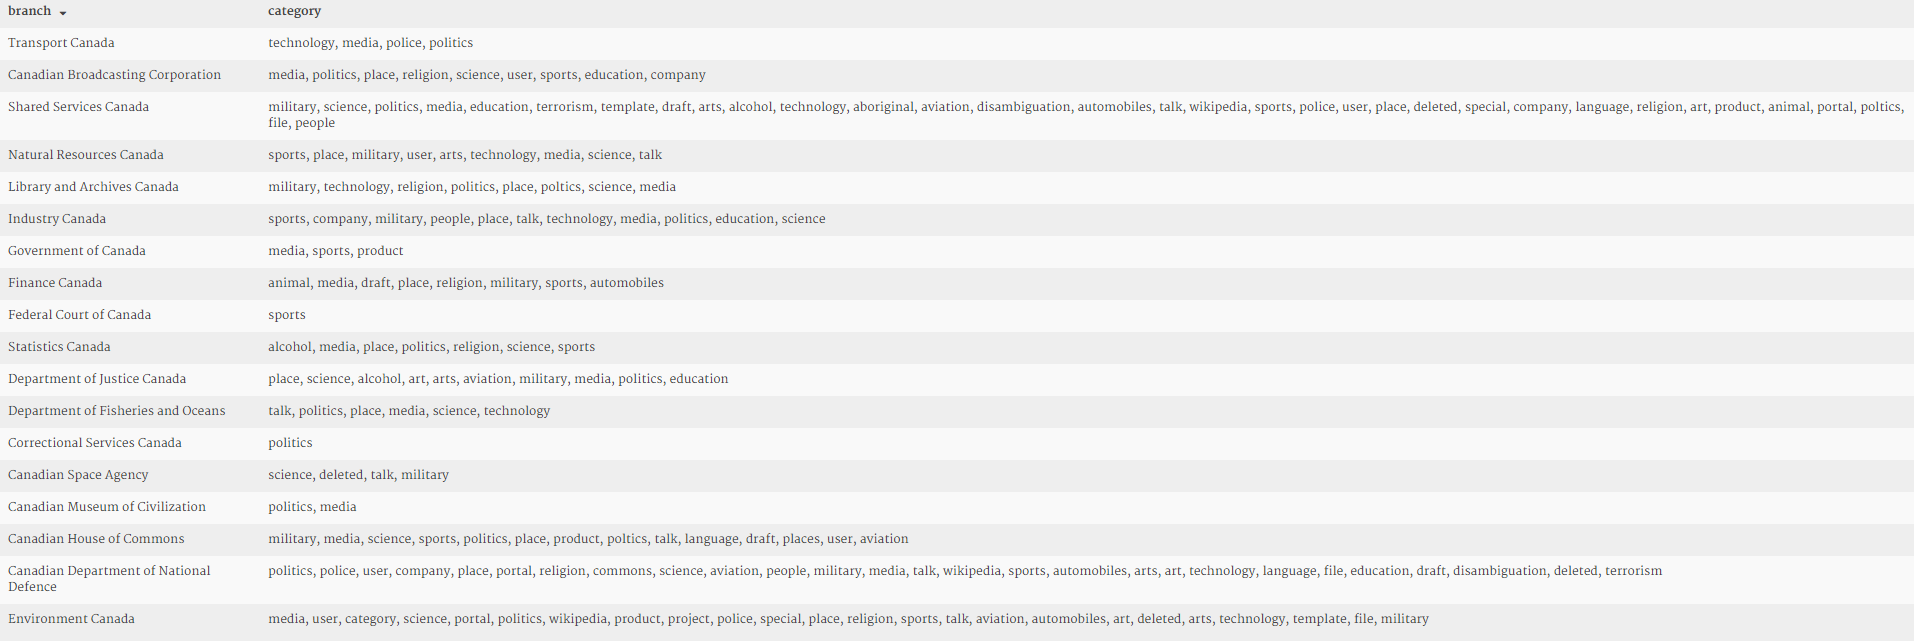 branch category
Transport Canada technology, media, police, politics
Canadian Broadcasting Corporation media, politics, place, religion, science, user, sports, education, company
Shared Services Canada military, science, politics, media, education, terrorism, template, draft, arts, alcohol, technology, aboriginal, aviation, disambiguation, automobiles, talk, wikipedia, sports, police, user, place, deleted, special, company, language, religion, art, product, animal, portal, poltics,
file, people
Natural Resources Canada sports, place, military, user, arts, technology, media, science, talk
Library and Archives Canada military, technology, religion, politics, place, poltics, science, media
Industry Canada sports, company, military, people, place, talk, technology, media, politics, education, science
Government of Canada media, sports, product
Finance Canada animal, media, draft, place, religion, military, sports, automobiles
Federal Court of Canada sports
Statistics Canada alcohol, media, place, politics, religion, science, sports
Department of Justice Canada place, science, alcohol, art, arts, aviation, military, media, politics, education
Department of Fisheries and Oceans talk, politics, place, media, science, technology
Correctional Services Canada politics
Canadian Space Agency science, deleted, talk, military
Canadian Museum of Civilization politics, media
Canadian House of Commons military, media, science, sports, politics, place, product, poltics, talk, language, draft, places, user, aviation
Canadian Department of National politics, police, user, company, place, portal, religion, commons, science, aviation, people, military, media, talk, wikipedia, sports, automobiles, arts, art, technology, language, file, education, draft, disambiguation, deleted, terrorism
Defence
Environment Canada media, user, category, science, portal, politics, wikipedia, product, project, police, special, place, religion, sports, talk, aviation, automobiles, art, deleted, arts, technology, template, file, military